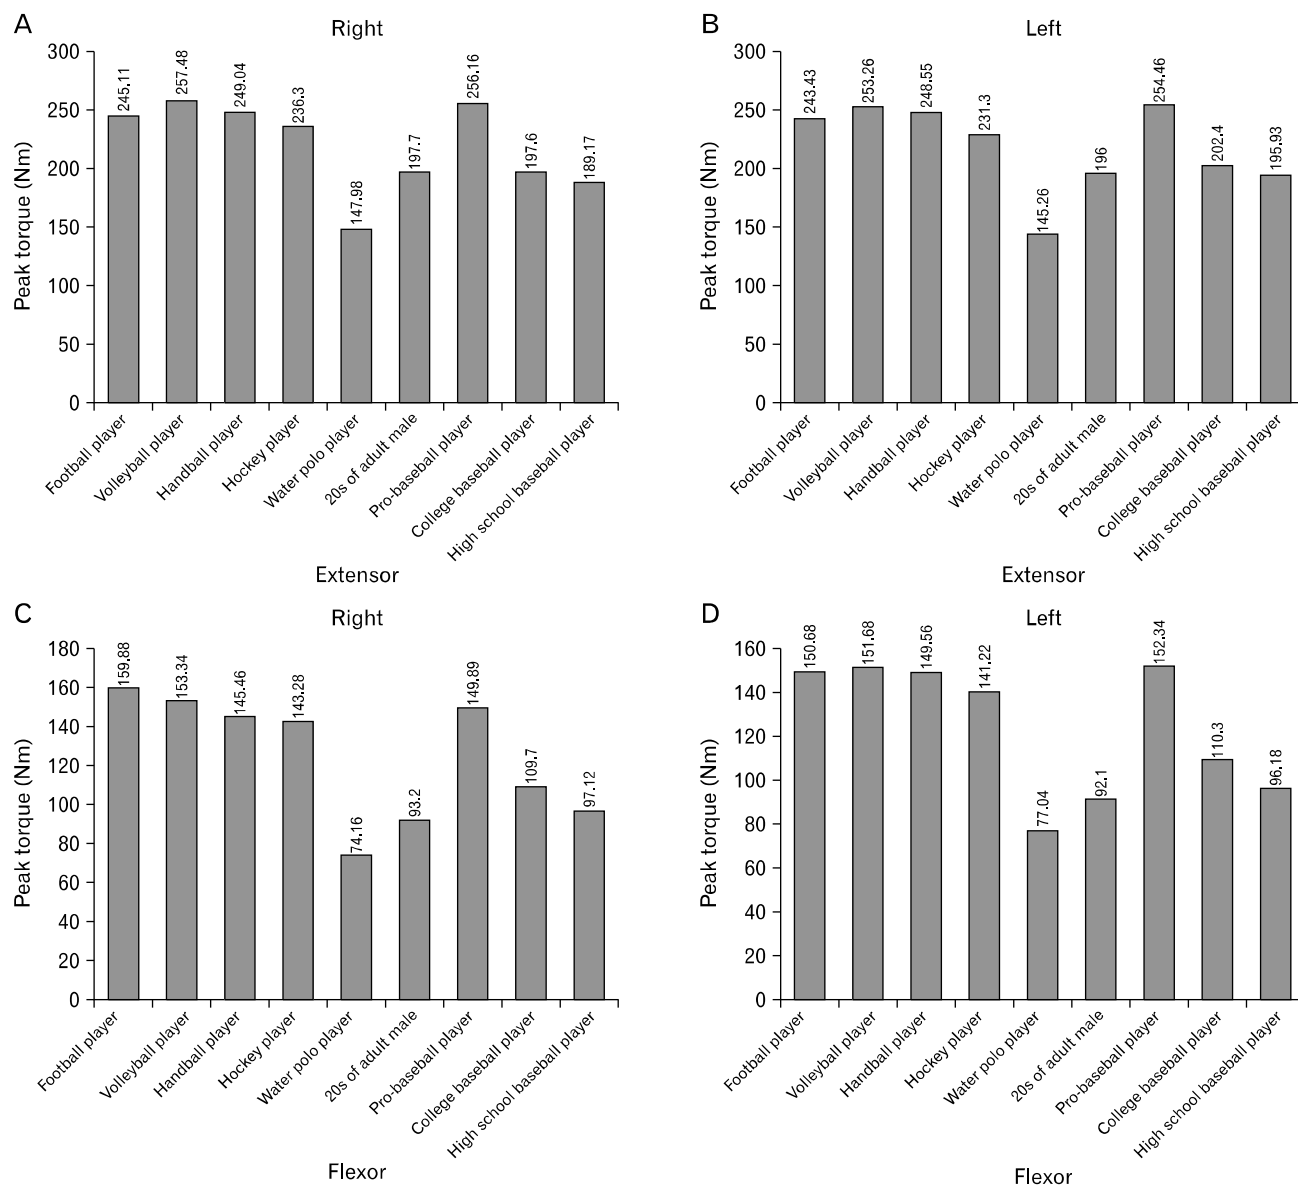 A
Right
Peak torque (Nm)
300
250
200
150
100
50
0
245.11
257.48
249.04
236.3
147.98
197.7
256.16
197.6
189.17
Football player
Volleyball player
Handball player
Hockey player
Water polo player
20s of adult male
Pro-baseball player
College baseball player
High school baseball player
Extensor
B
Left
Peak torque (Nm)
300
250
200
150
100
50
0
243.43
253.26
248.55
231.3
145.26
196
254.46
202.4
195.93
Football player
Volleyball player
Handball player
Hockey player
Water polo player
20s of adult male
Pro-baseball player
College baseball player
High school baseball player
Extensor
C
Right
Peak torque (Nm)
180
160
140
120
100
80
60
40
20
0
159.88
153.34
145.46
143.28
74.16
93.2
149.89
109.7
97.12
Football player
Volleyball player
Handball player
Hockey player
Water polo player
20s of adult male
Pro-baseball player
College baseball player
High school baseball player
Flexor
D
Left
Peak torque (Nm)
160
140
120
100
80
60
40
20
0
150.68
151.68
149.56
141.22
77.04
92.1
152.34
110.3
96.18
Football player
Volleyball player
Handball player
Hockey player
Water polo player
20s of adult male
Pro-baseball player
College baseball player
High school baseball player
Flexor